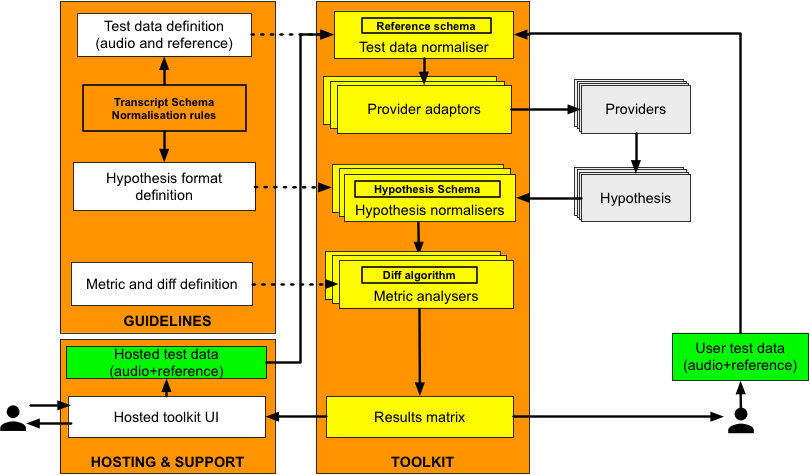 Test data definition
(audio and reference)
Transcript Schema
Normalisation rules
Hypothesis format
definition
Metric and diff definition
GUIDELINES
Hosted test data
(audio+reference)
Hosted toolkit UI
HOSTING & SUPPORT
Reference schema
Test data normaliser
Provider adaptors
Hypothesis Schema
Hypothesis normalisers
Diff algorithm
Metric analysers
Results matrix
TOOLKIT
Providers
Hypothesis
User test data
(audio+reference)